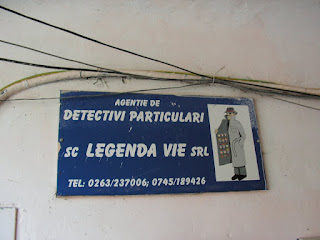 AGENTIE DE
DETECTIVI PARTICULARI
SC LEGENDA VIE SRL
TEL: 0263/237006; 0745/189426